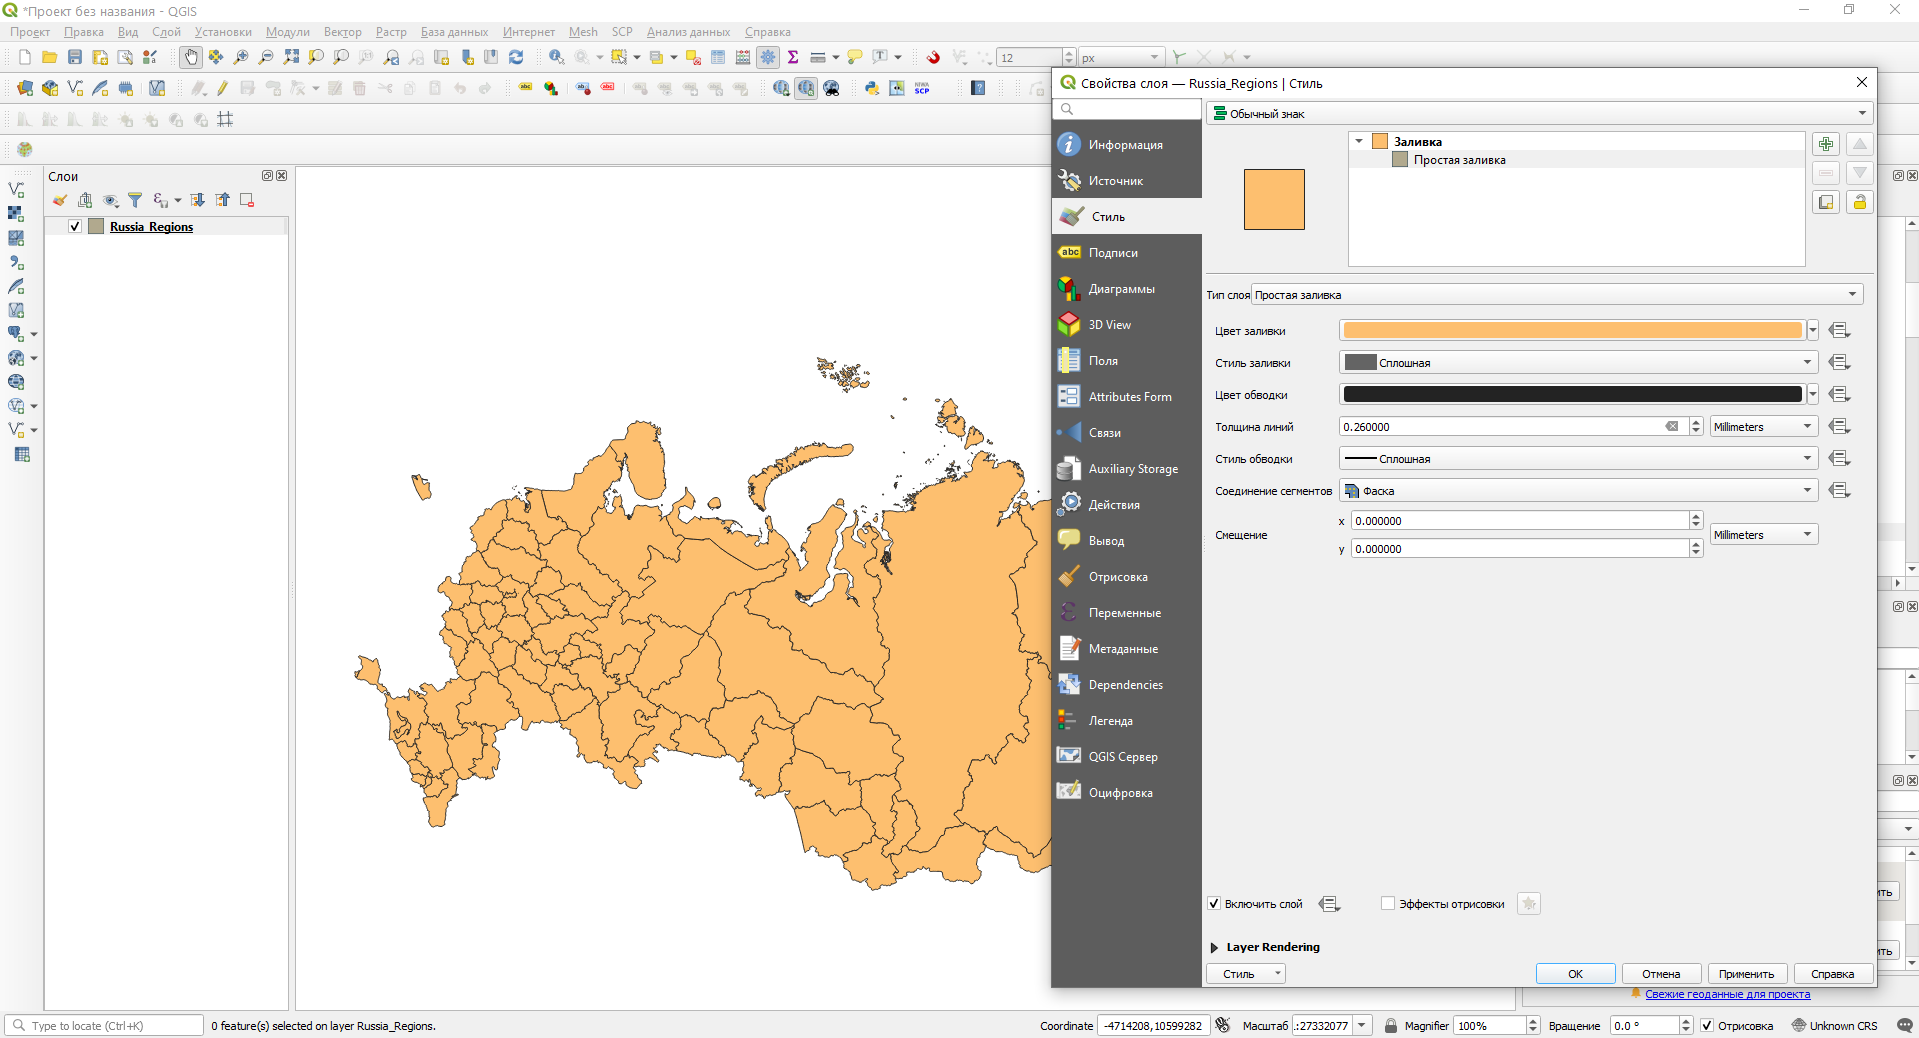 *Проект без названия - QGIS
Проект Правка Вид Слой Установки Модули Вектор Растр База данных Интернет Mesh SCP Анализ данных Справка
12 px
Свойства слоя — Russia_Regions | Стиль
Обычный знак
Информация
Источник
Стиль
Подписи
Диаграммы
3D View
Поля
Attributes Form
Связи
Auxiliary Storage
Действия
Вывод
Отрисовка
Переменные
Метаданные
Dependencies
Легенда
QGIS Сервер
Оцифровка
Заливка
Простая заливка
Тип слоя Простая заливка
Цвет заливки
Стиль заливки Сплошная
Цвет обводки
Толщина линий 0.260000 Millimeters
Стиль обводки Сплошная
Соединение сегментов Фаска
x 0.000000
Смещение Millimeters
y 0.000000
Включить слой Эффекты отрисовки
Layer Rendering
Стиль OK Отмена Применить Справка
Слои
Russia_Regions
ить
ить
Свежие геоданные для проекта
Type to locate (Ctrl+K) 0 feature(s) selected on layer Russia_Regions. Coordinate -4714208,10599282 Масштаб :27332077 Magnifier 100% Вращение 0.0 ° Отрисовка Unknown CRS